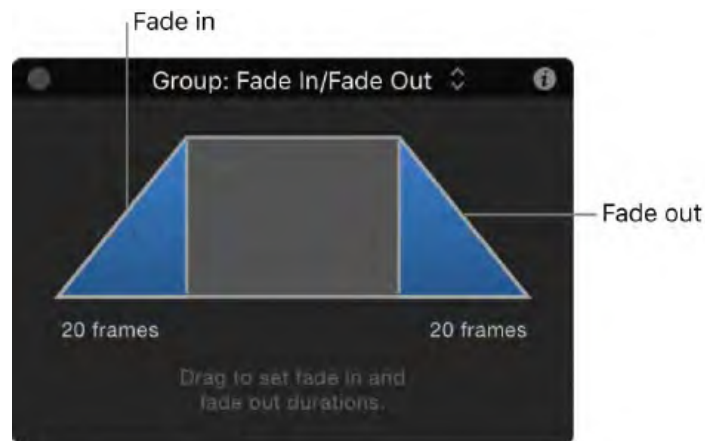 Fade in
Group: Fade In/Fade Out
Fade out
20 frames
20 frames
Drag to set fade in and
fade out durations.